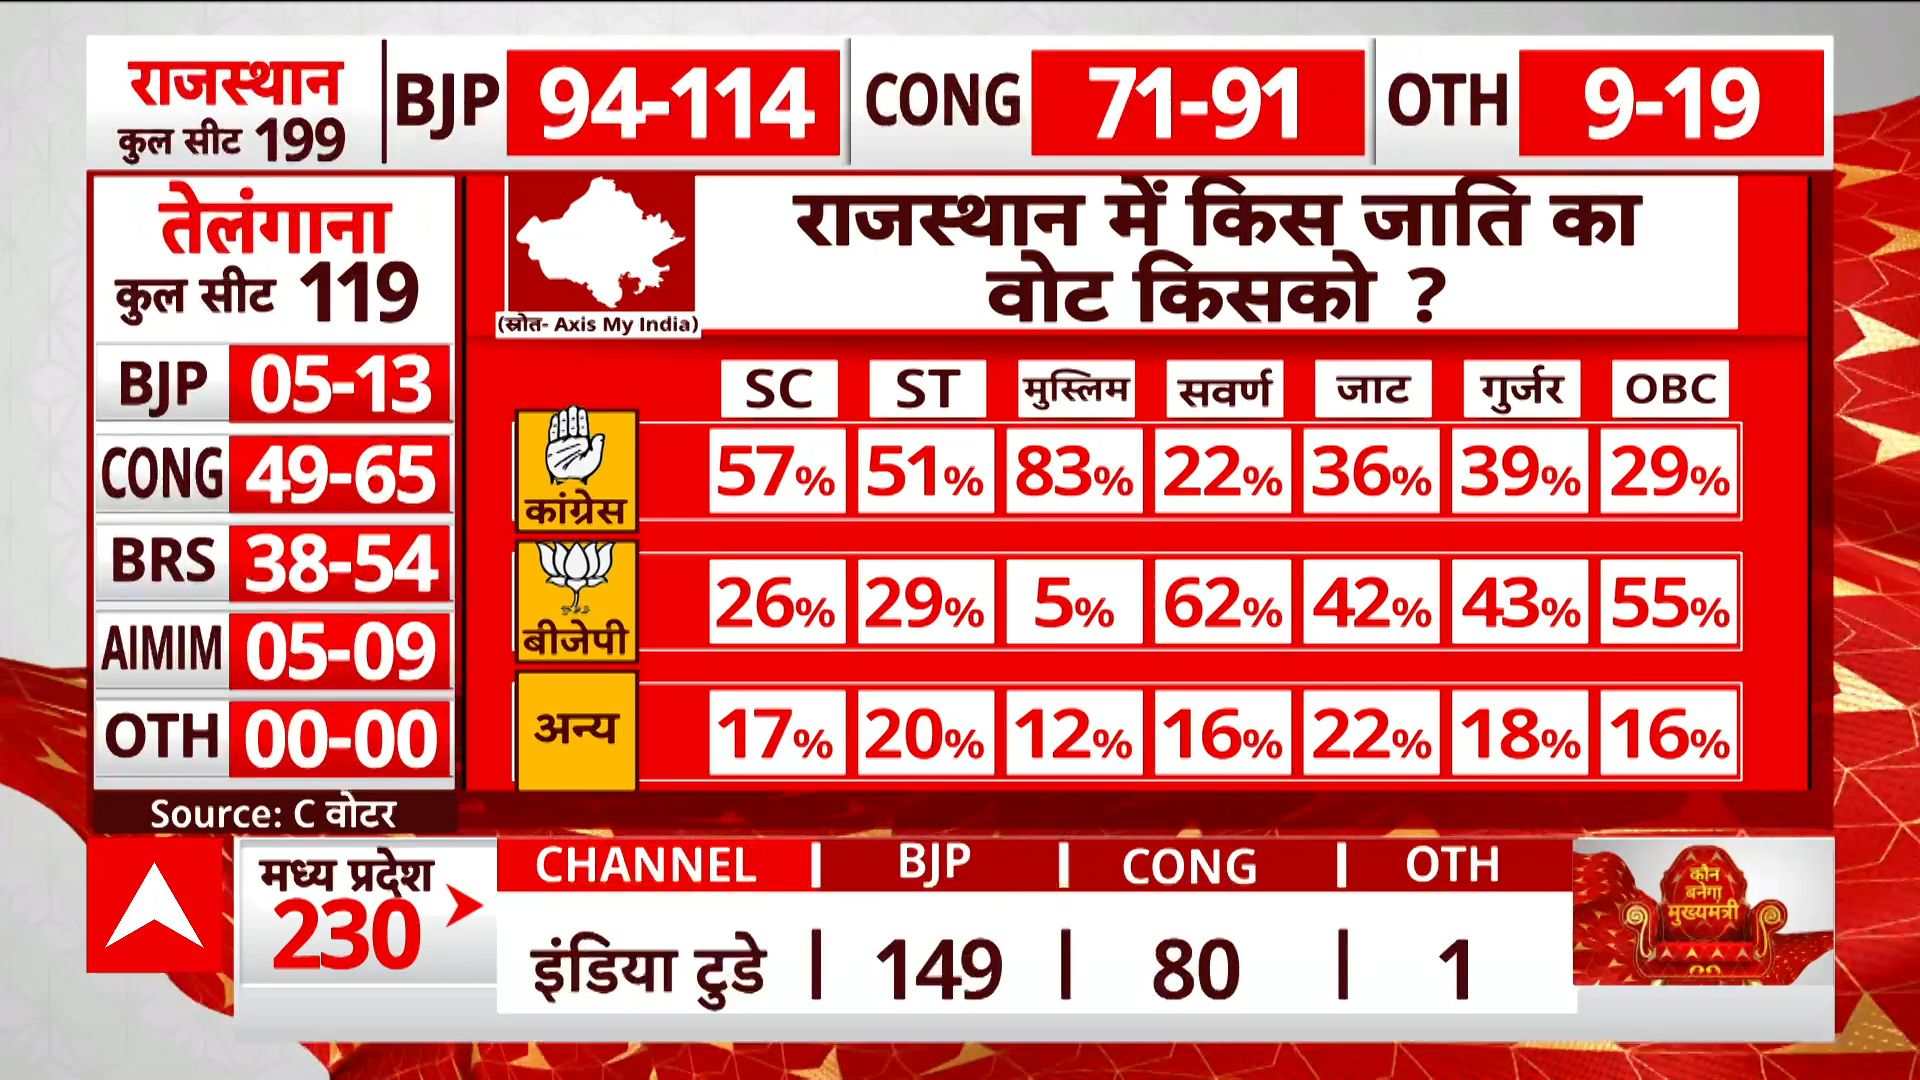 राजस्थान
कुल सीट 199
BJP 94-114
CONG 71-91
OTH 9-19
तेलंगाना
कुल सीट 119
BJP 05-13
CONG 49-65
BRS 38-54
AIMIM 05-09
OTH 00-00
Source: C वोटर
(स्रोत- Axis My India)
राजस्थान में किस जाति का
वोट किसको ?
SC ST मुस्लिम सवर्ण जाट गुर्जर OBC
कांग्रेस 57% 51% 83% 22% 36% 39% 29%
बीजेपी 26% 29% 5% 62% 42% 43% 55%
अन्य 17% 20% 12% 16% 22% 18% 16%
मध्य प्रदेश
230
CHANNEL BJP CONG OTH
इंडिया टुडे 149 80 1
कौन
बनेगा
मुख्यमंत्री